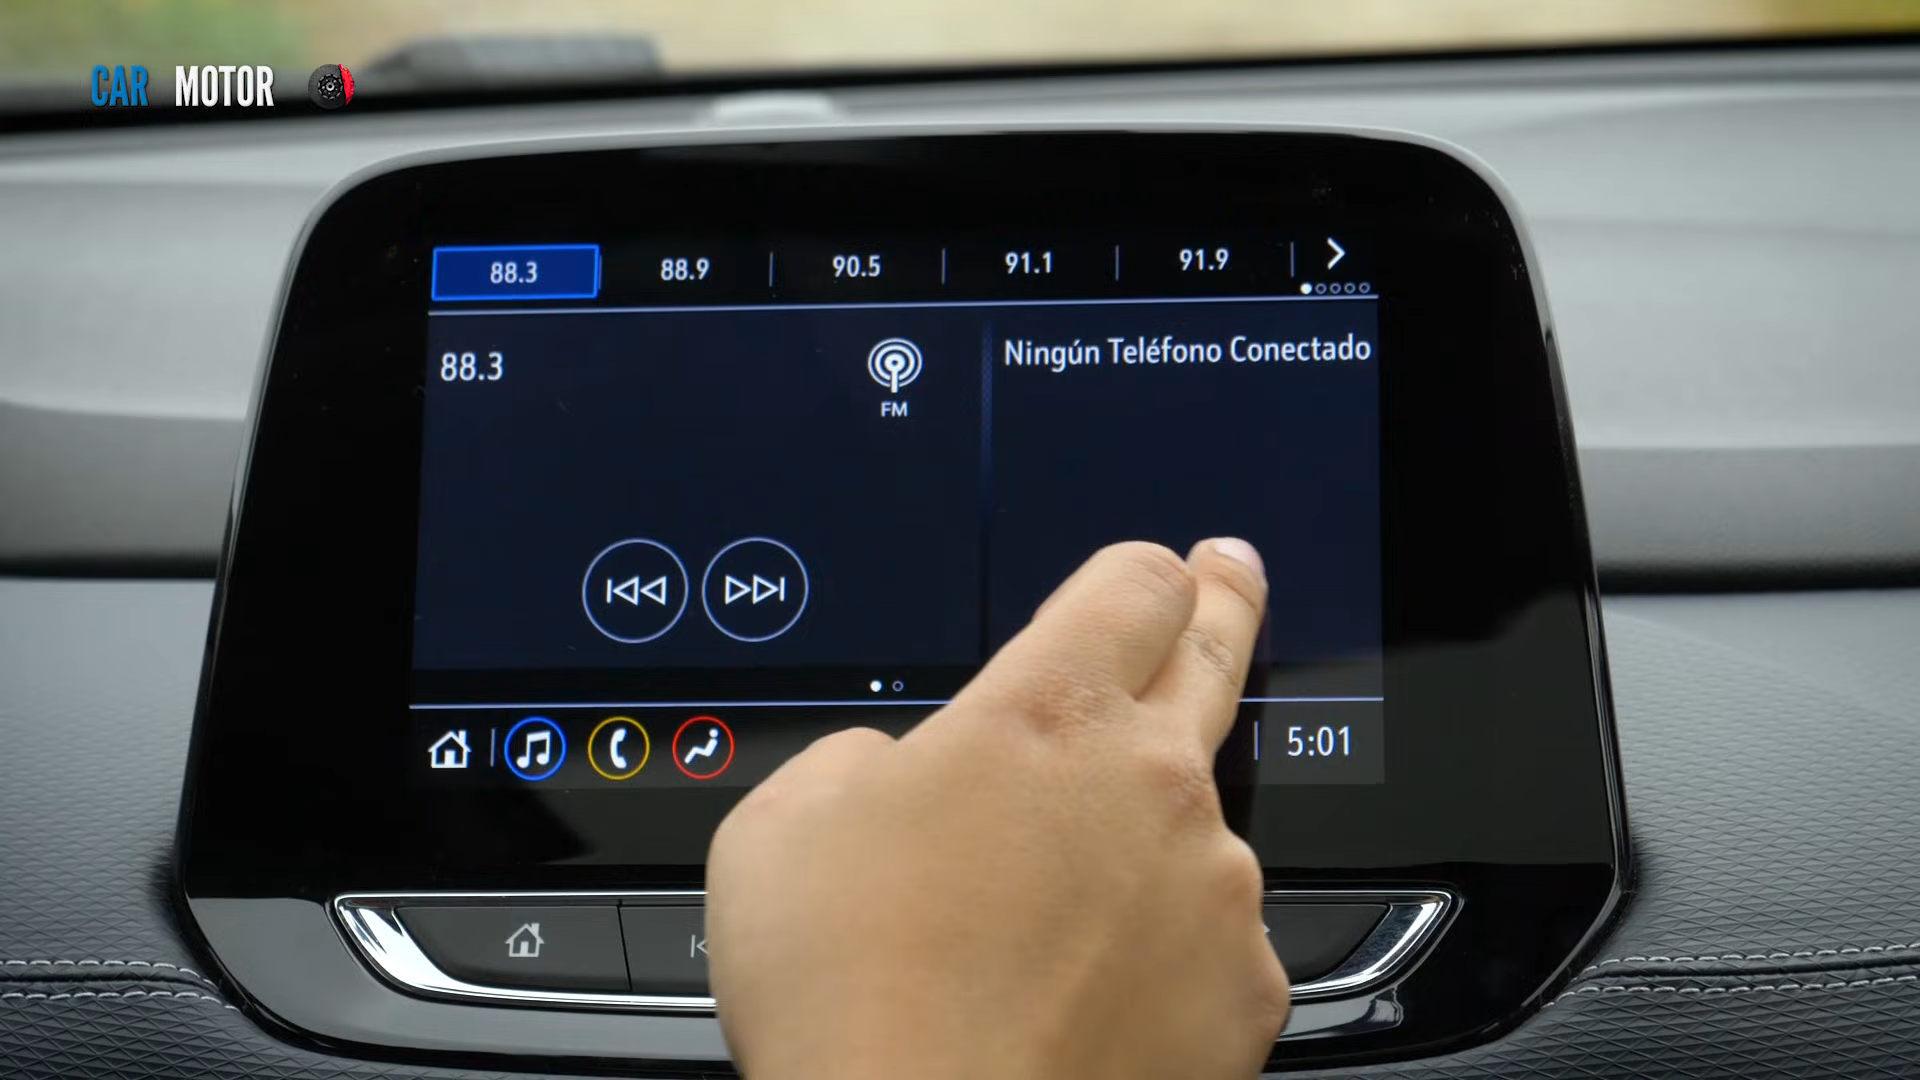 CAR MOTOR
88.3 88.9 90.5 91.1 91.9
88.3
FM
Ningún Teléfono Conectado
5:01